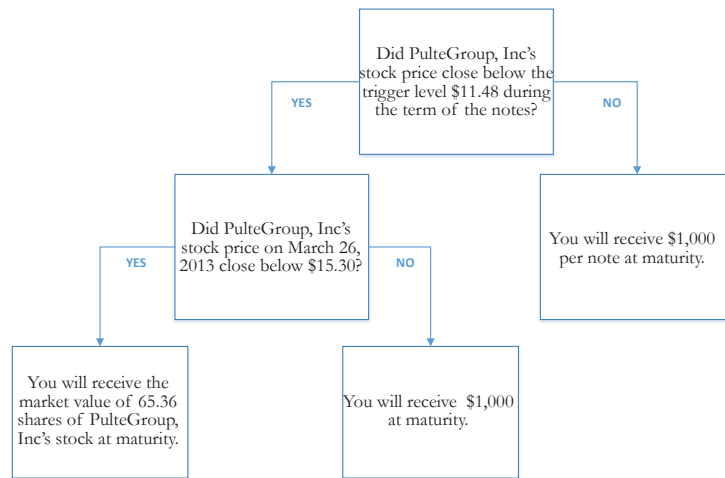 Did PulteGroup, Inc's
stock price close below the
trigger level $11.48 during
the term of the notes?
YES
NO
Did PulteGroup, Inc's
stock price on March 26,
2013 close below $15.30?
You will receive $1,000
per note at maturity.
YES
NO
You will receive the
market value of 65.36
shares of PulteGroup,
Inc's stock at maturity.
You will receive $1,000
at maturity.